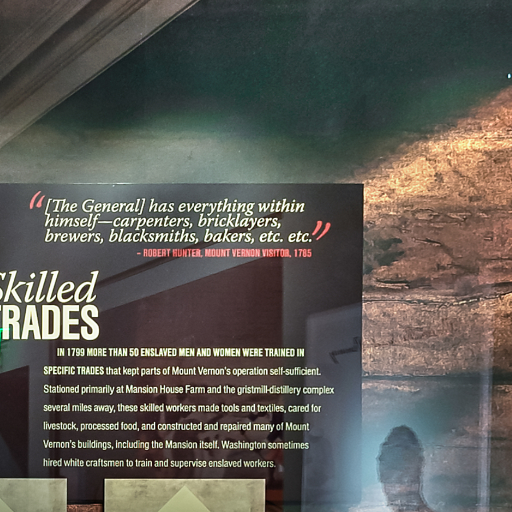 “[The General] has everything within
himself—carpenters, bricklayers,
brewers, blacksmiths, bakers, etc. etc.”
– ROBERT HUNTER, MOUNT VERNON VISITOR, 1785
Skilled
TRADES
IN 1799 MORE THAN 50 ENSLAVED MEN AND WOMEN WERE TRAINED IN
SPECIFIC TRADES that kept parts of Mount Vernon's operation self-sufficient.
Stationed primarily at Mansion House Farm and the gristmill-distillery complex
several miles away, these skilled workers made tools and textiles, cared for
livestock, processed food, and constructed and repaired many of Mount
Vernon's buildings, including the Mansion itself. Washington sometimes
hired white craftsmen to train and supervise enslaved workers.